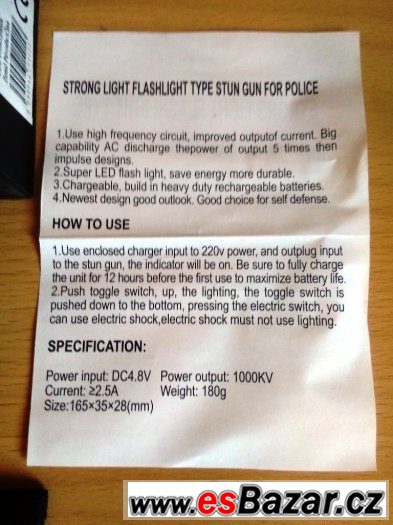 STRONG LIGHT FLASHLIGHT TYPE STUN GUN FOR POLICE
1.Use high frequency circuit, improved outputof current. Big
capability AC discharge thepower of output 5 times then
impulse designs.
2.Super LED flash light, save energy more durable.
3.Chargeable, build in heavy duty rechargeable batteries.
4.Newest design good outlook. Good choice for self defense.
HOW TO USE
1.Use enclosed charger input to 220v power, and outplug input
to the stun gun, the indicator will be on. Be sure to fully charge
the unit for 12 hours before the first use to maximize battery life.
2.Push toggle switch, up, the lighting, the toggle switch is
pushed down to the bottom, pressing the electric switch, you
can use electric shock,electric shock must not use lighting.
SPECIFICATION:
Power input: DC4.8V Power output: 1000KV
Current: ≥2.5A Weight: 180g
Size:165×35×28(mm)
www.esBazar.cz